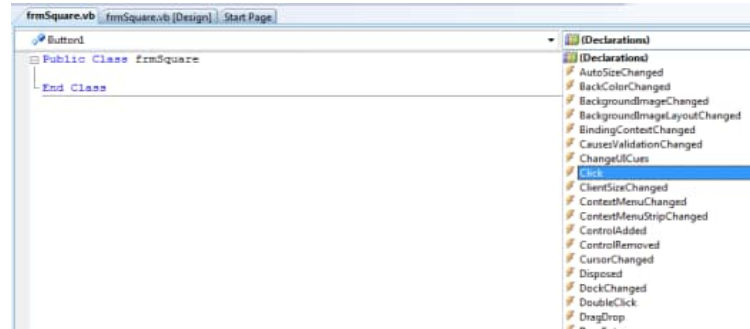 frmSquare.vb frmSquare.vb [Design] Start Page
Button1 (Declarations)
Public Class frmSquare
End Class
(Declarations)
AutoSizeChanged
BackColorChanged
BackgroundImageChanged
BackgroundImageLayoutChanged
BindingContextChanged
CausesValidationChanged
ChangeUICues
Click
ClientSizeChanged
ContextMenuChanged
ContextMenuStripChanged
ControlAdded
ControlRemoved
CursorChanged
Disposed
DockChanged
DoubleClick
DragDrop